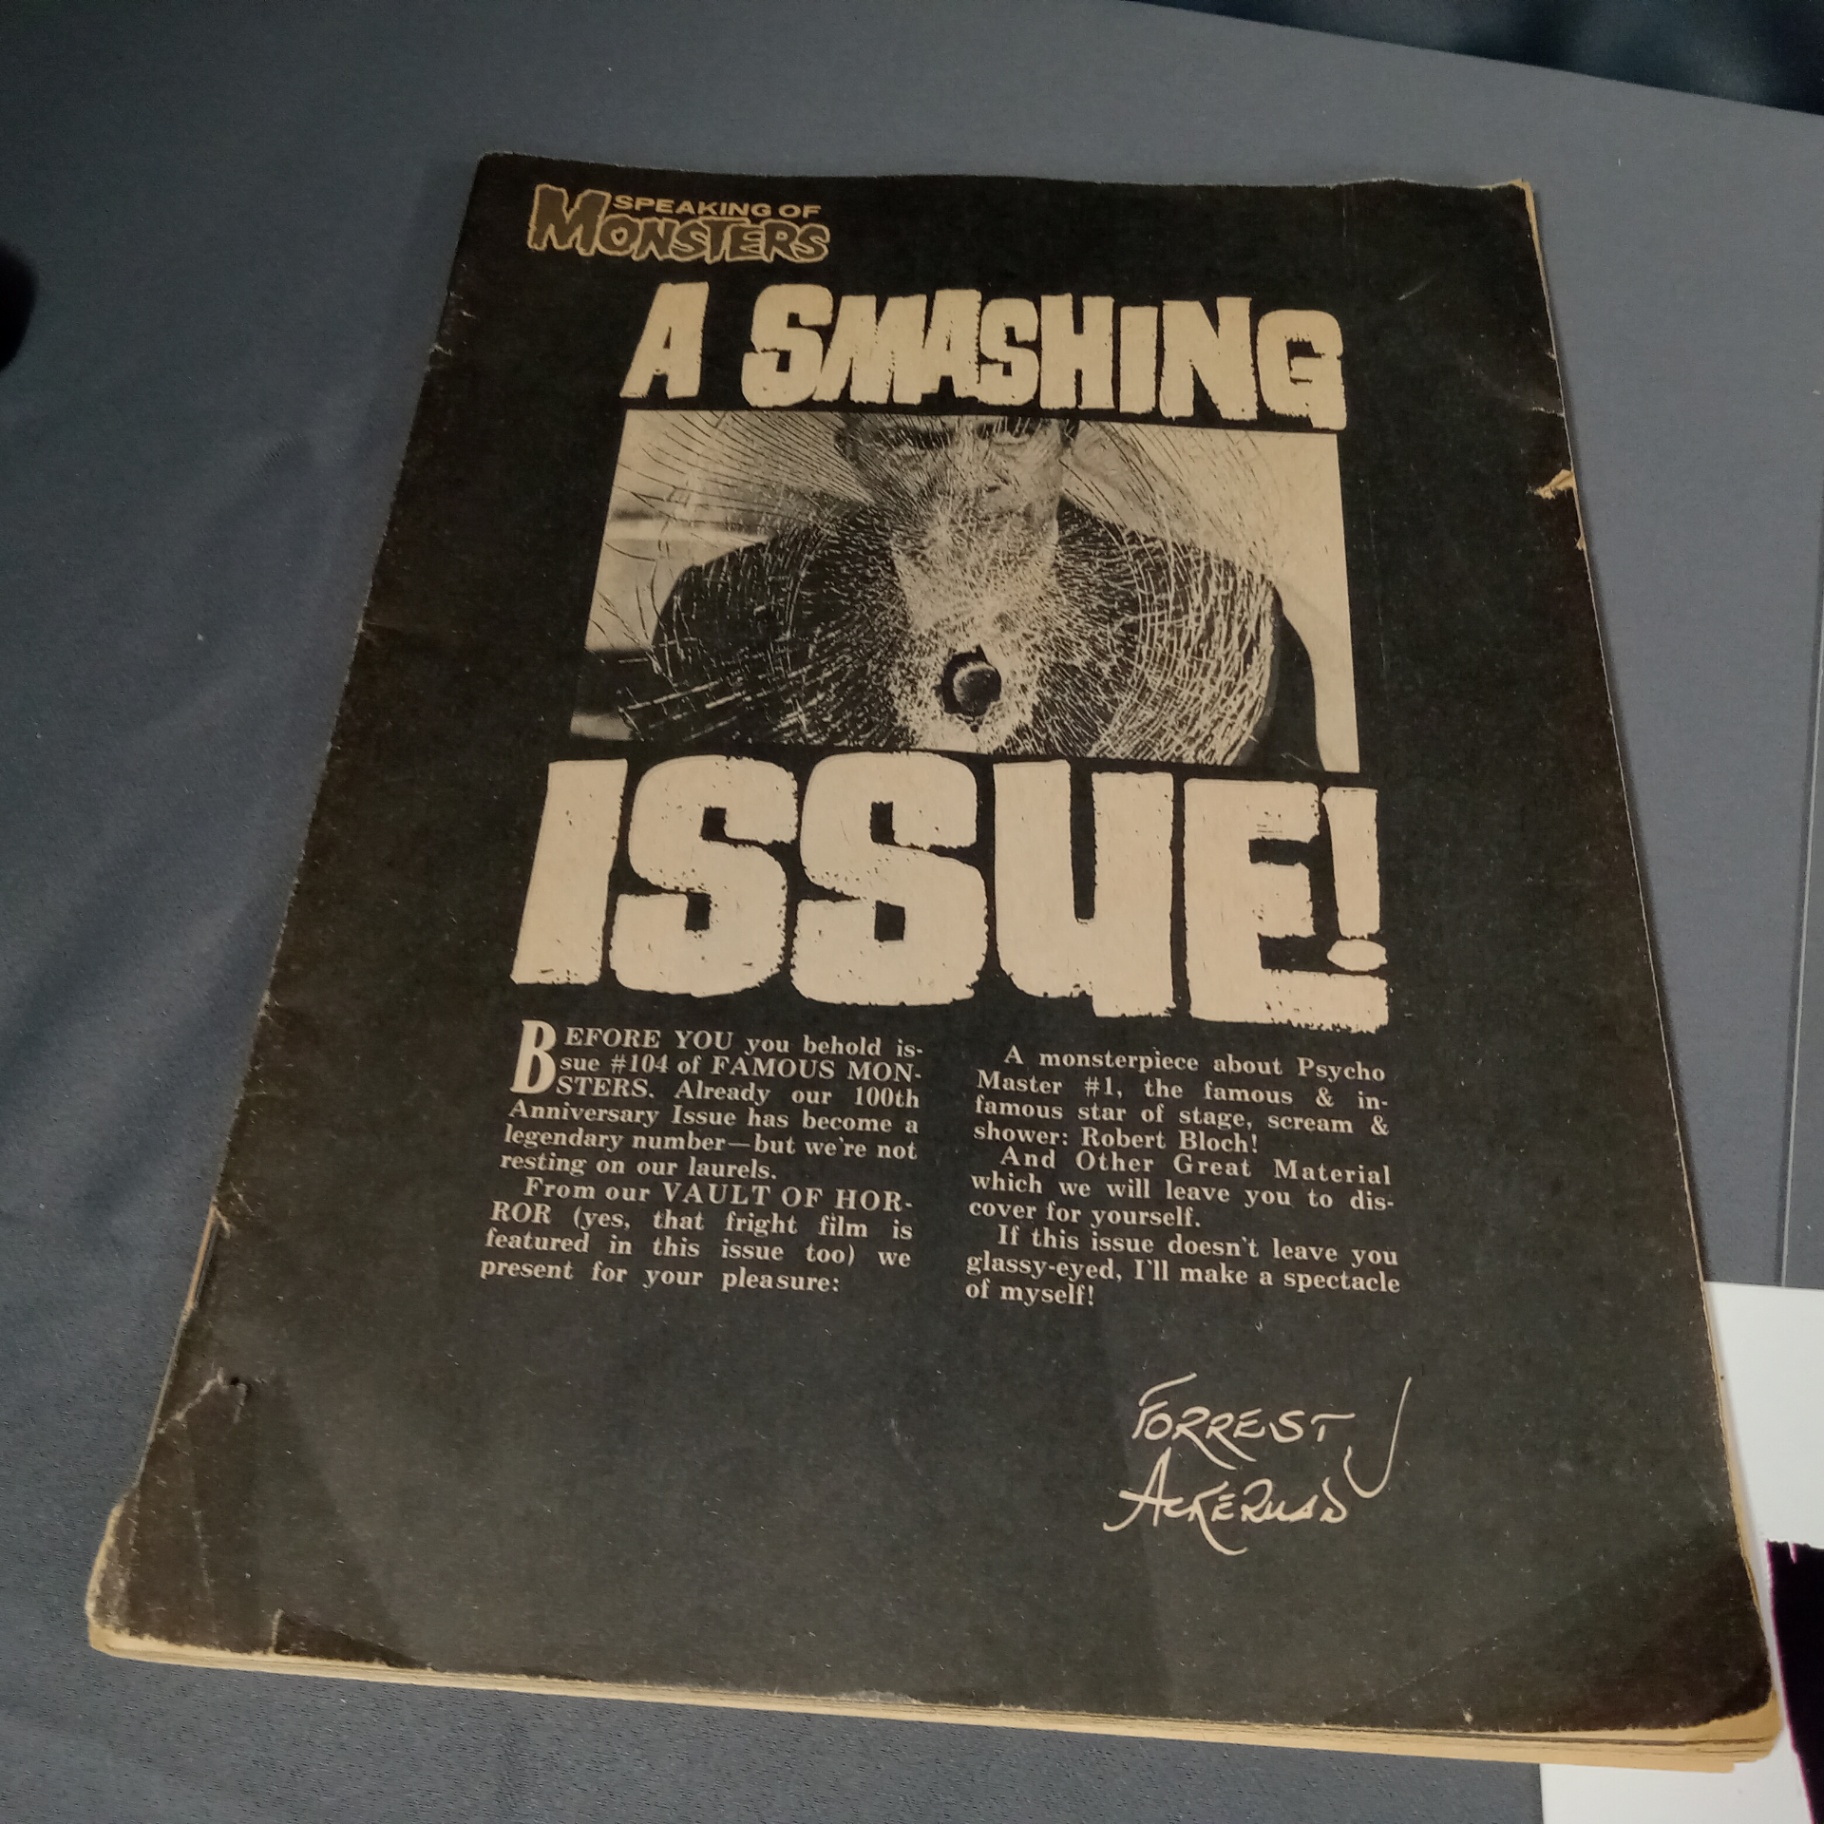 SPEAKING OF
MONSTERS
A SMASHING
ISSUE!
BEFORE YOU you behold is-
sue #104 of FAMOUS MON-
STERS. Already our 100th
Anniversary Issue has become a
legendary number—but we're not
resting on our laurels.
From our VAULT OF HOR-
ROR (yes, that fright film is
featured in this issue too) we
present for your pleasure:
A monsterpiece about Psycho
Master #1, the famous & in-
famous star of stage, scream &
shower: Robert Bloch!
And Other Great Material
which we will leave you to dis-
cover for yourself.
If this issue doesn't leave you
glassy-eyed, I'll make a spectacle
of myself!
FORREST J
ACKERMAN